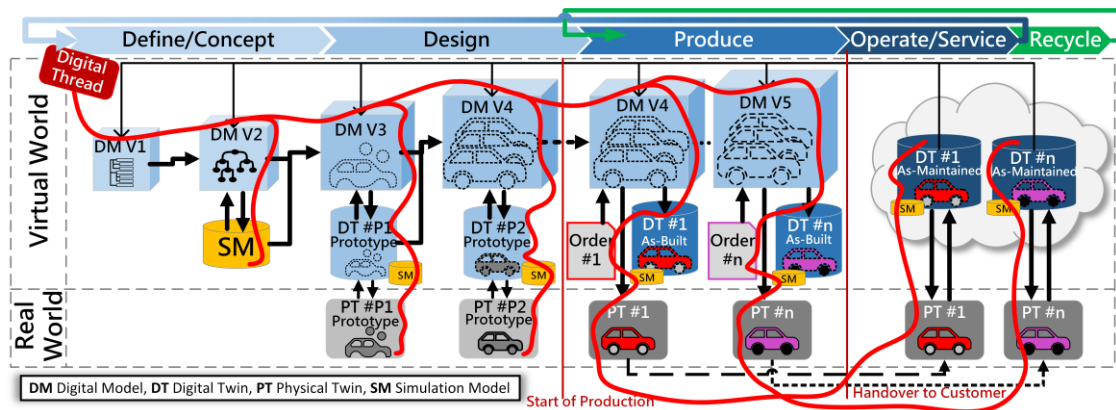 Define/Concept
Design
Produce
Operate/Service
Recycle
Digital
Thread
Virtual World
DM V1
DM V2
DM V3
DM V4
DM V4
DM V5
SM
DT #P1
Prototype
SM
DT #P2
Prototype
SM
Order
#1
DT #1
As-Built
SM
Order
#n
DT #n
As-Built
SM
DT #1
As-Maintained
SM
DT #n
As-Maintained
SM
Real
World
PT #P1
Prototype
PT #P2
Prototype
PT #1
PT #n
PT #1
PT #n
DM Digital Model, DT Digital Twin, PT Physical Twin, SM Simulation Model
Start of Production
Handover to Customer